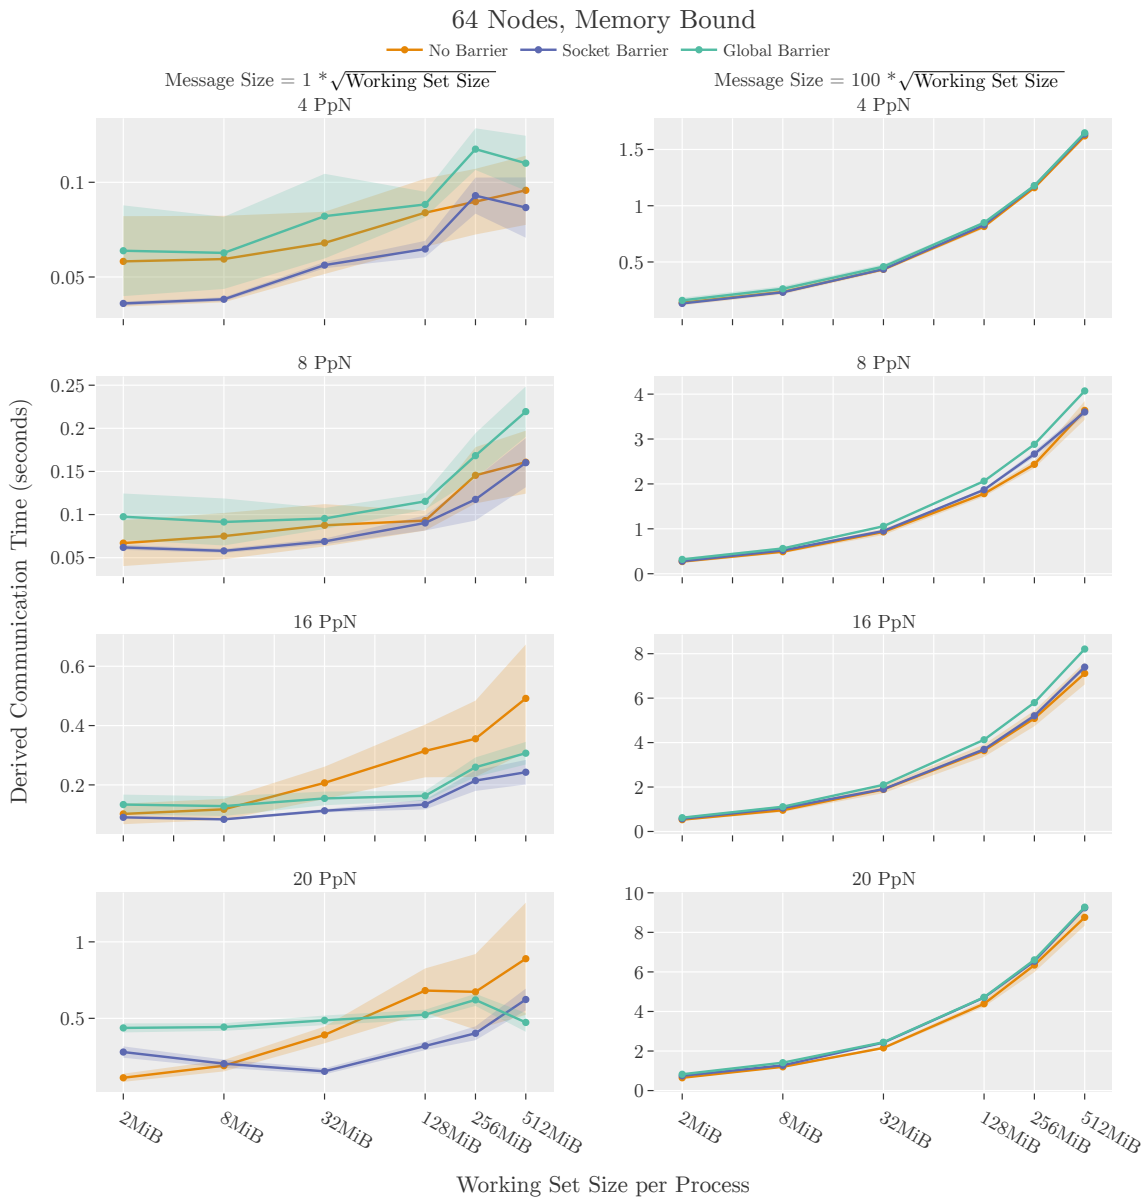 64 Nodes, Memory Bound
No Barrier Socket Barrier Global Barrier
Message Size = 1 *√Working Set Size
4 PpN
0.1
0.05
Message Size = 100 *√Working Set Size
4 PpN
1.5
1
0.5
8 PpN
0.25
0.2
0.15
0.1
0.05
8 PpN
4
3
2
1
0
16 PpN
0.6
0.4
0.2
16 PpN
8
6
4
2
0
20 PpN
1
0.5
20 PpN
10
8
6
4
2
0
2MiB 8MiB 32MiB 128MiB 256MiB 512MiB
2MiB 8MiB 32MiB 128MiB 256MiB 512MiB
Derived Communication Time (seconds)
Working Set Size per Process